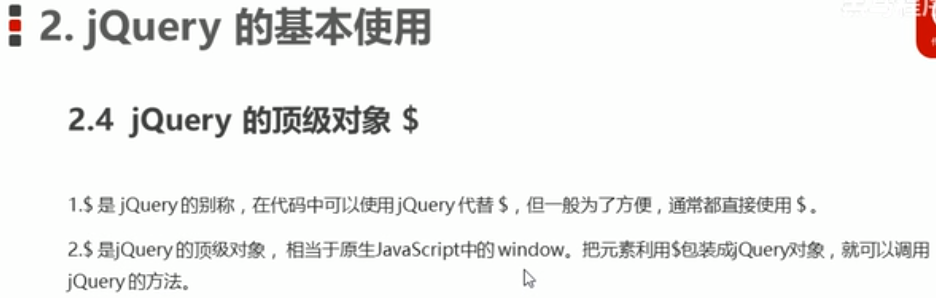 2. jQuery 的基本使用
2.4 jQuery 的顶级对象 $
1.$ 是 jQuery 的别称，在代码中可以使用 jQuery 代替 $，但一般为了方便，通常都直接使用 $ 。
2.$ 是jQuery 的顶级对象， 相当于原生JavaScript中的 window。把元素利用$包装成jQuery对象，就可以调用
jQuery 的方法。